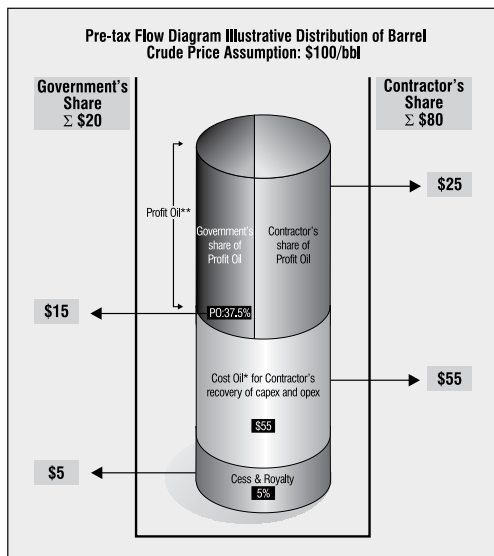 Pre-tax Flow Diagram Illustrative Distribution of Barrel
Crude Price Assumption: $100/bbl
Government's
Share
Σ $20
Contractor's
Share
Σ $80
$25
Profit Oil**
Government's
share of
Profit Oil
Contractor's
share of
Profit Oil
$15
PO:37.5%
Cost Oil* for Contractor's
recovery of capex and opex
$55
$55
$5
Cess & Royalty
5%